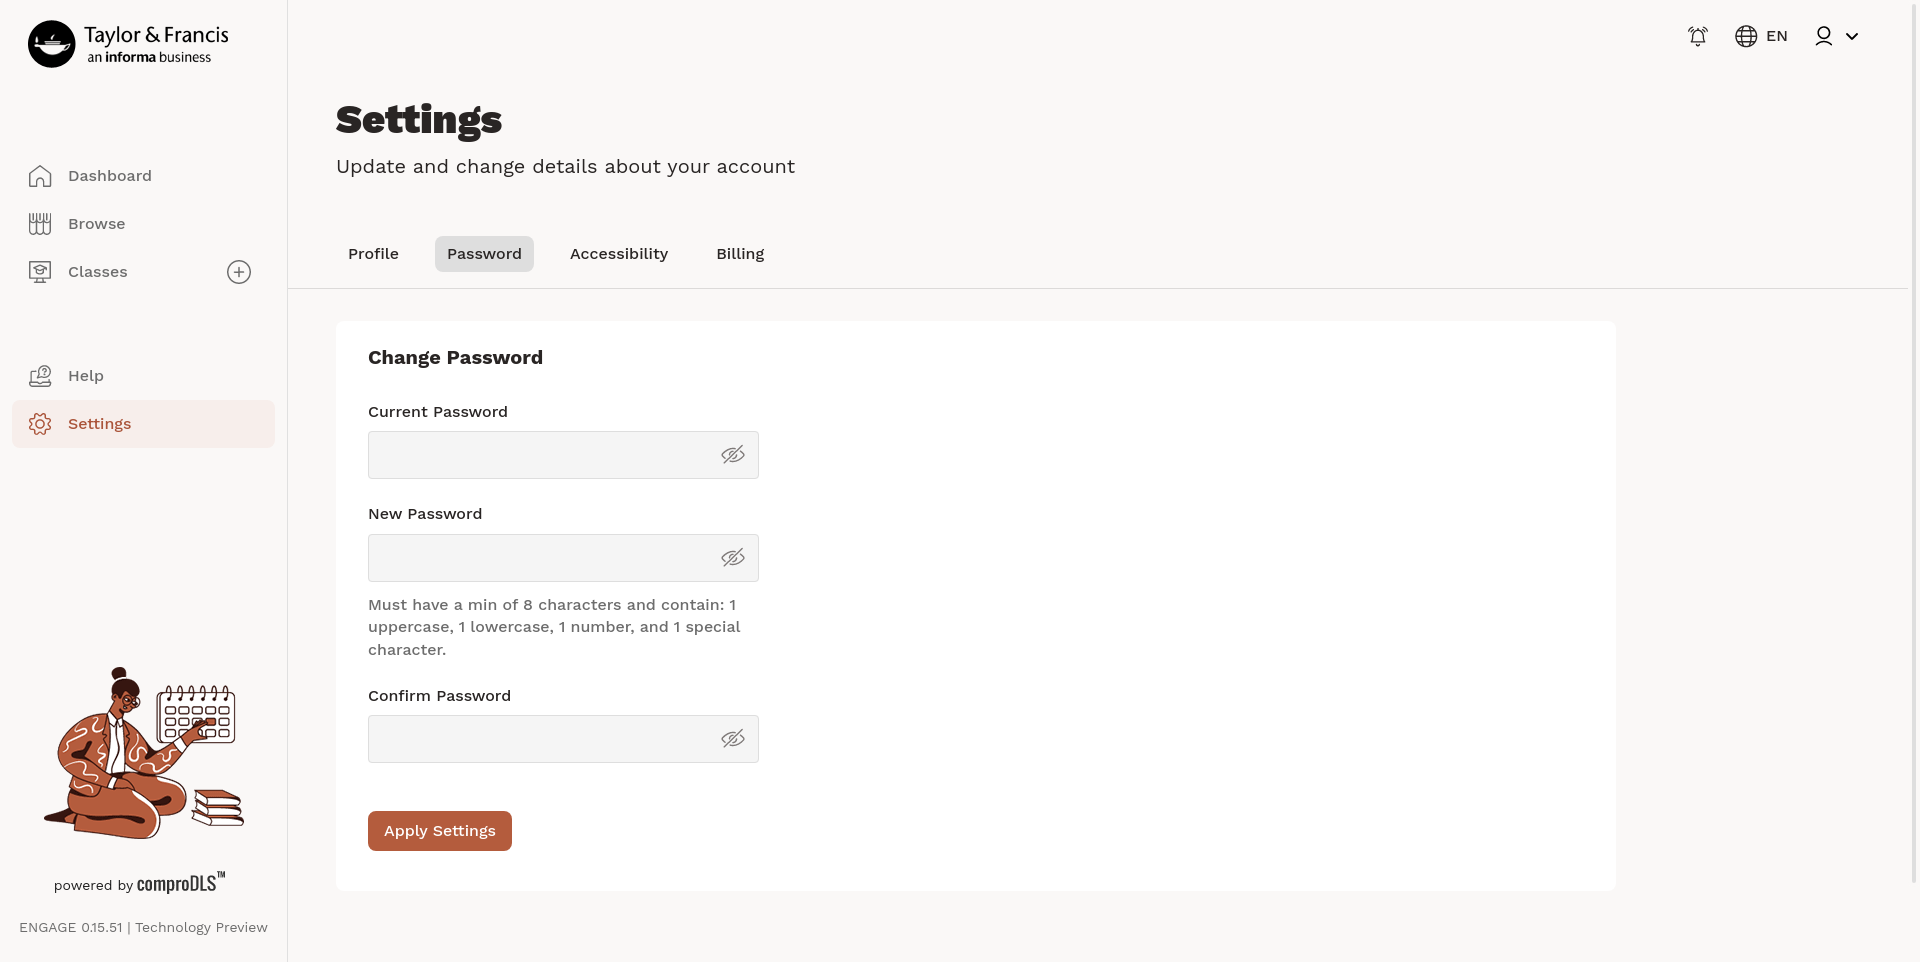 Taylor & Francis
an informa business
EN
Settings
Update and change details about your account
Dashboard
Browse
Classes
Help
Settings
Profile
Password
Accessibility
Billing
Change Password
Current Password
New Password
Must have a min of 8 characters and contain: 1
uppercase, 1 lowercase, 1 number, and 1 special
character.
Confirm Password
Apply Settings
powered by comproDLS™
ENGAGE 0.15.51 | Technology Preview